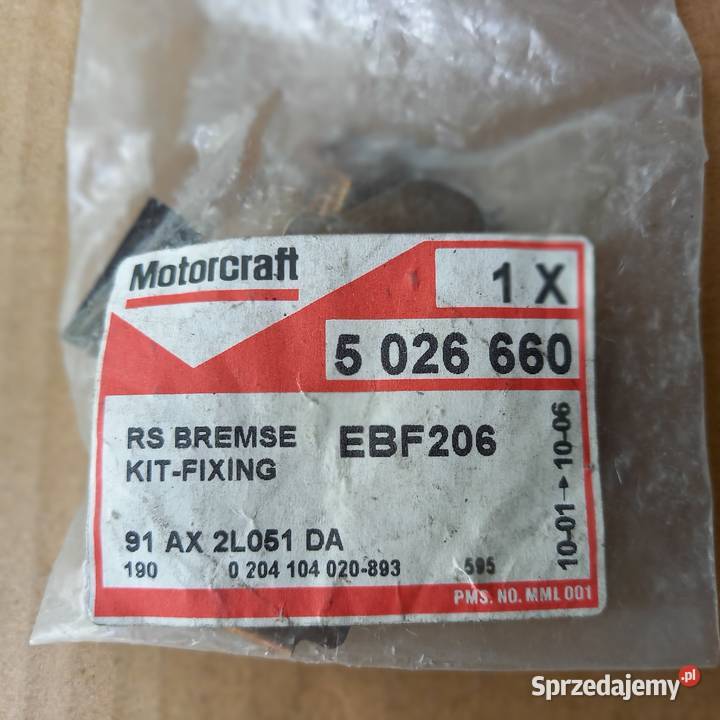 Motorcraft
1 X
5 026 660
RS BREMSE
KIT-FIXING
EBF206
10-01→10-06
91 AX 2L051 DA
190 0 204 104 020-893 595
PMS. NO. MML 001
Sprzedajemy.pl